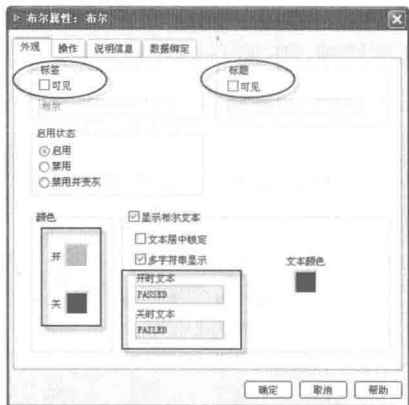 布尔属性: 布尔
外观 操作 说明信息 数据绑定
标签
可见
布尔
标题
可见
启用状态
启用
禁用
禁用并变灰
颜色
开
关
显示布尔文本
文本居中锁定
多字符串显示
开时文本
PASSED
关时文本
FAILED
文本颜色
确定 取消 帮助